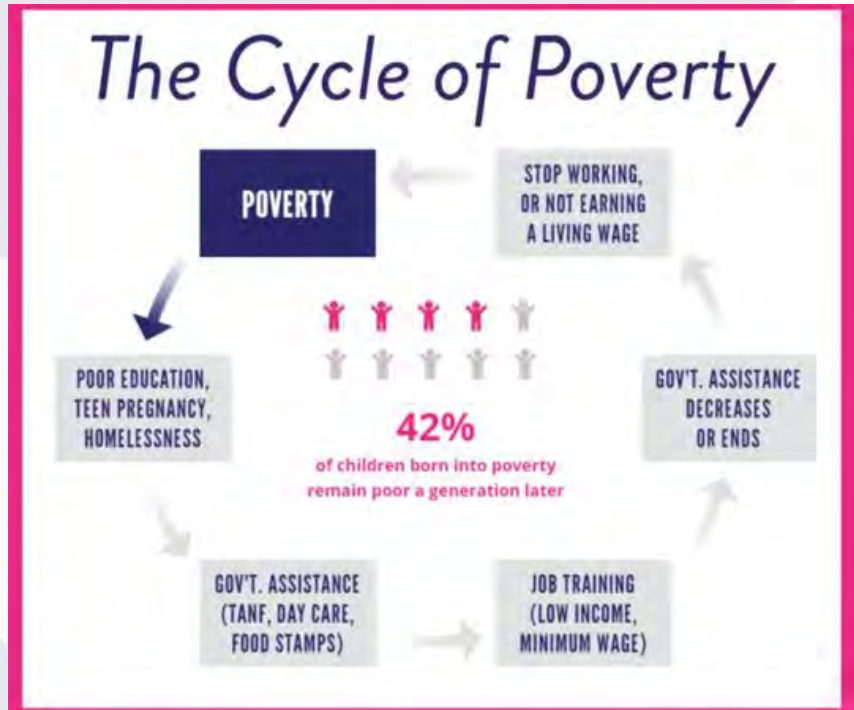 The Cycle of Poverty
POVERTY
POOR EDUCATION,
TEEN PREGNANCY,
HOMELESSNESS
GOV'T. ASSISTANCE
(TANF, DAY CARE,
FOOD STAMPS)
JOB TRAINING
(LOW INCOME,
MINIMUM WAGE)
GOV'T. ASSISTANCE
DECREASES
OR ENDS
STOP WORKING,
OR NOT EARNING
A LIVING WAGE
42%
of children born into poverty
remain poor a generation later